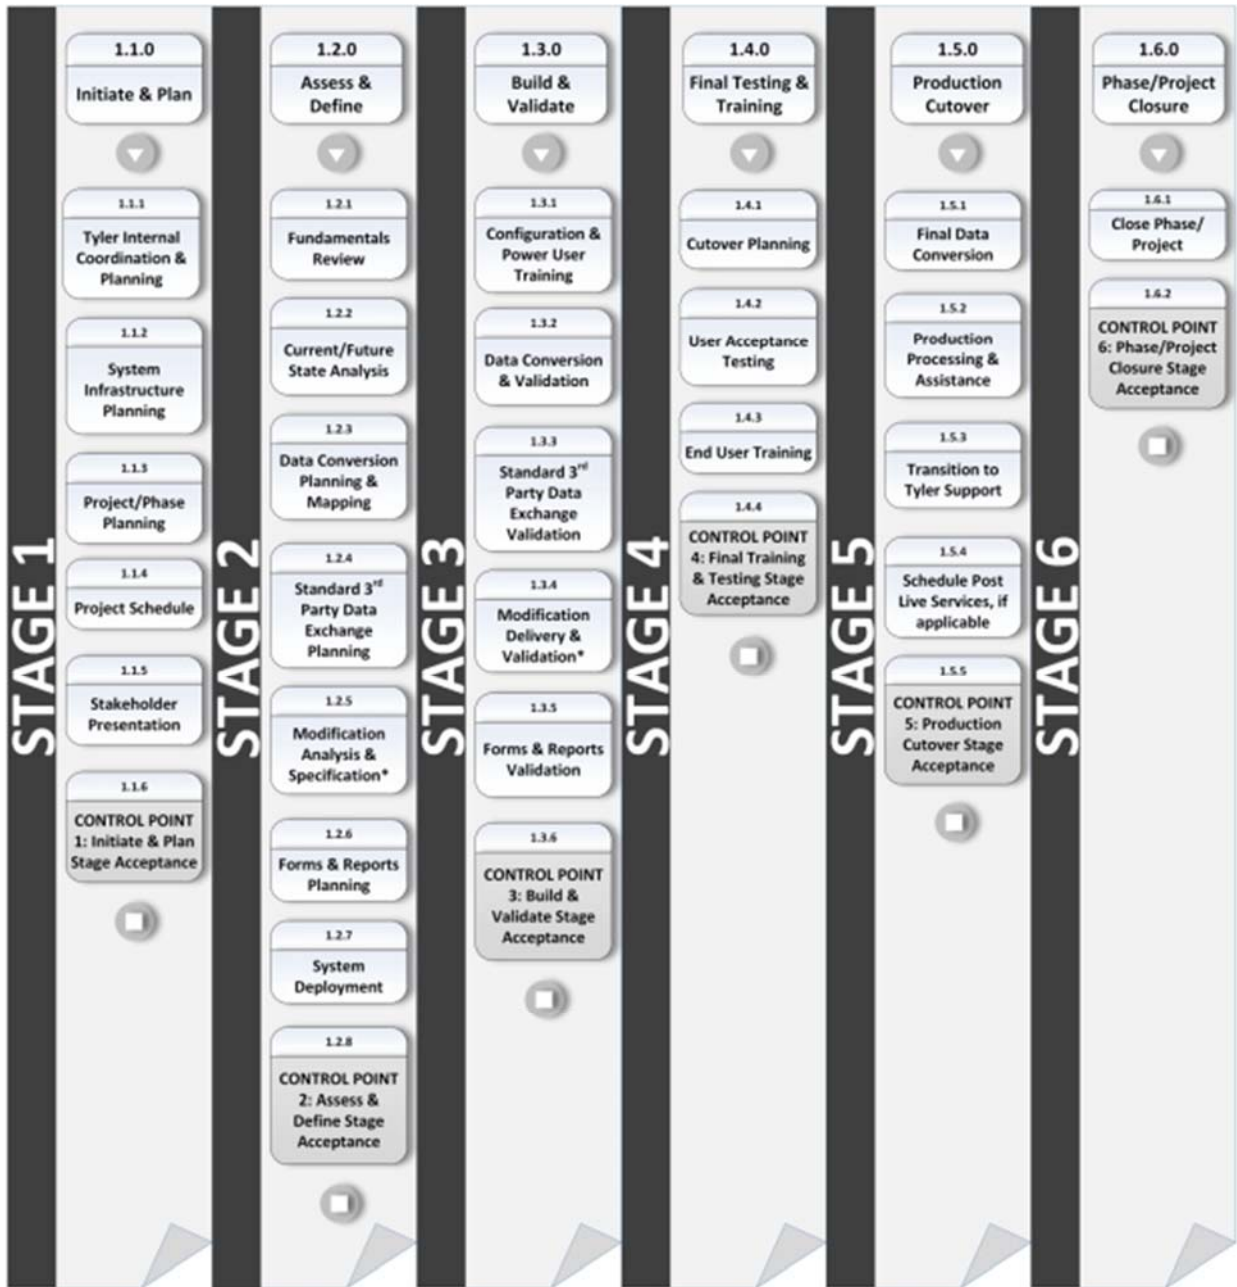 STAGE 1
1.1.0
Initiate & Plan
1.1.1
Tyler Internal
Coordination &
Planning
1.1.2
System
Infrastructure
Planning
1.1.3
Project/Phase
Planning
1.1.4
Project Schedule
1.1.5
Stakeholder
Presentation
1.1.6
CONTROL POINT
1: Initiate & Plan
Stage Acceptance
STAGE 2
1.2.0
Assess &
Define
1.2.1
Fundamentals
Review
1.2.2
Current/Future
State Analysis
1.2.3
Data Conversion
Planning &
Mapping
1.2.4
Standard 3rd
Party Data
Exchange
Planning
1.2.5
Modification
Analysis &
Specification*
1.2.6
Forms & Reports
Planning
1.2.7
System
Deployment
1.2.8
CONTROL POINT
2: Assess &
Define Stage
Acceptance
STAGE 3
1.3.0
Build &
Validate
1.3.1
Configuration &
Power User
Training
1.3.2
Data Conversion
& Validation
1.3.3
Standard 3rd
Party Data
Exchange
Validation
1.3.4
Modification
Delivery &
Validation*
1.3.5
Forms & Reports
Validation
1.3.6
CONTROL POINT
3: Build &
Validate Stage
Acceptance
STAGE 4
1.4.0
Final Testing &
Training
1.4.1
Cutover Planning
1.4.2
User Acceptance
Testing
1.4.3
End User Training
1.4.4
CONTROL POINT
4: Final Training
& Testing Stage
Acceptance
STAGE 5
1.5.0
Production
Cutover
1.5.1
Final Data
Conversion
1.5.2
Production
Processing &
Assistance
1.5.3
Transition to
Tyler Support
1.5.4
Schedule Post
Live Services, if
applicable
1.5.5
CONTROL POINT
5: Production
Cutover Stage
Acceptance
STAGE 6
1.6.0
Phase/Project
Closure
1.6.1
Close Phase/
Project
1.6.2
CONTROL POINT
6: Phase/Project
Closure Stage
Acceptance